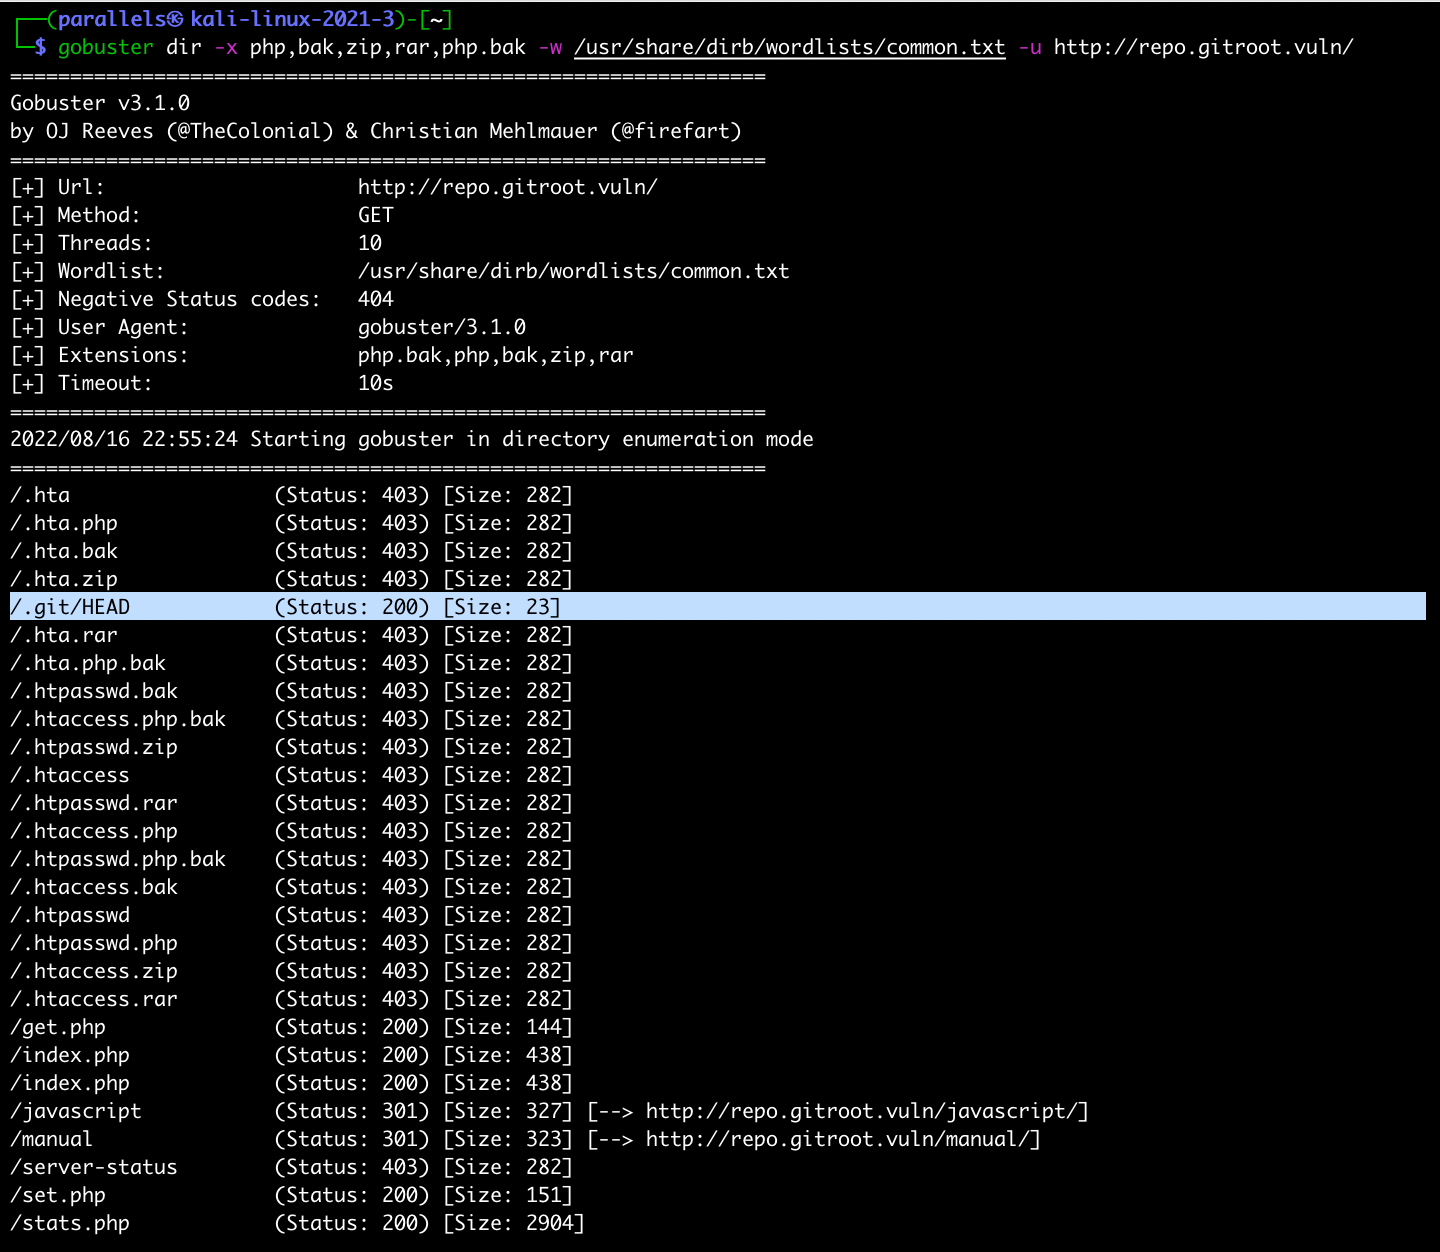 ┌──(parallels㉿kali-linux-2021-3)-[~]
└─$ gobuster dir -x php,bak,zip,rar,php.bak -w /usr/share/dirb/wordlists/common.txt -u http://repo.gitroot.vuln/
===============================================================
Gobuster v3.1.0
by OJ Reeves (@TheColonial) & Christian Mehlmauer (@firefart)
===============================================================
[+] Url:                     http://repo.gitroot.vuln/
[+] Method:                  GET
[+] Threads:                 10
[+] Wordlist:                /usr/share/dirb/wordlists/common.txt
[+] Negative Status codes:   404
[+] User Agent:              gobuster/3.1.0
[+] Extensions:              php.bak,php,bak,zip,rar
[+] Timeout:                 10s
===============================================================
2022/08/16 22:55:24 Starting gobuster in directory enumeration mode
===============================================================
/.hta                 (Status: 403) [Size: 282]
/.hta.php             (Status: 403) [Size: 282]
/.hta.bak             (Status: 403) [Size: 282]
/.hta.zip             (Status: 403) [Size: 282]
/.git/HEAD            (Status: 200) [Size: 23]
/.hta.rar             (Status: 403) [Size: 282]
/.hta.php.bak         (Status: 403) [Size: 282]
/.htpasswd.bak        (Status: 403) [Size: 282]
/.htaccess.php.bak    (Status: 403) [Size: 282]
/.htpasswd.zip        (Status: 403) [Size: 282]
/.htaccess            (Status: 403) [Size: 282]
/.htpasswd.rar        (Status: 403) [Size: 282]
/.htaccess.php        (Status: 403) [Size: 282]
/.htpasswd.php.bak    (Status: 403) [Size: 282]
/.htaccess.bak        (Status: 403) [Size: 282]
/.htpasswd            (Status: 403) [Size: 282]
/.htpasswd.php        (Status: 403) [Size: 282]
/.htaccess.zip        (Status: 403) [Size: 282]
/.htaccess.rar        (Status: 403) [Size: 282]
/get.php              (Status: 200) [Size: 144]
/index.php            (Status: 200) [Size: 438]
/index.php            (Status: 200) [Size: 438]
/javascript           (Status: 301) [Size: 327] [--> http://repo.gitroot.vuln/javascript/]
/manual               (Status: 301) [Size: 323] [--> http://repo.gitroot.vuln/manual/]
/server-status        (Status: 403) [Size: 282]
/set.php              (Status: 200) [Size: 151]
/stats.php            (Status: 200) [Size: 2904]